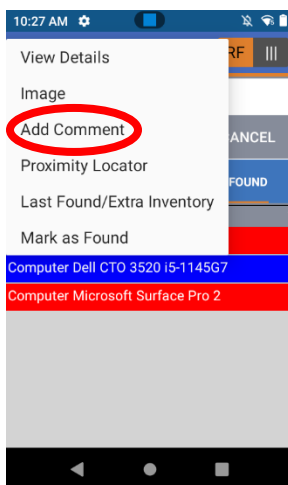 10:27 AM
View Details
RF
Image
Add Comment
ANCEL
Proximity Locator
FOUND
Last Found/Extra Inventory
Mark as Found
Computer Dell CTO 3520 i5-1145G7
Computer Microsoft Surface Pro 2